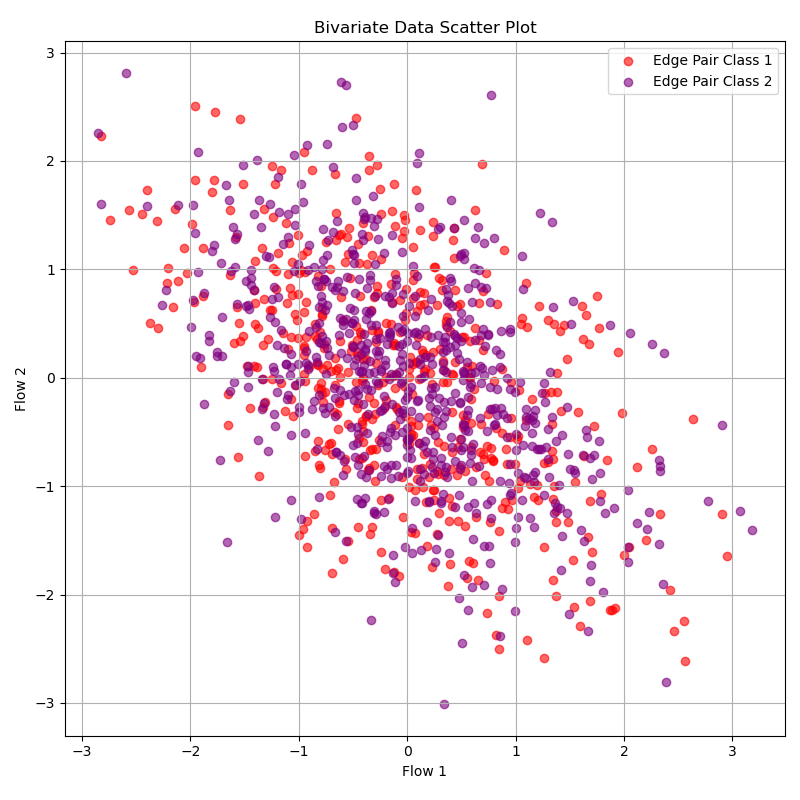 Bivariate Data Scatter Plot
Edge Pair Class 1
Edge Pair Class 2
3
2
1
0
−1
−2
−3
Flow 2
−3
−2
−1
0
1
2
3
Flow 1